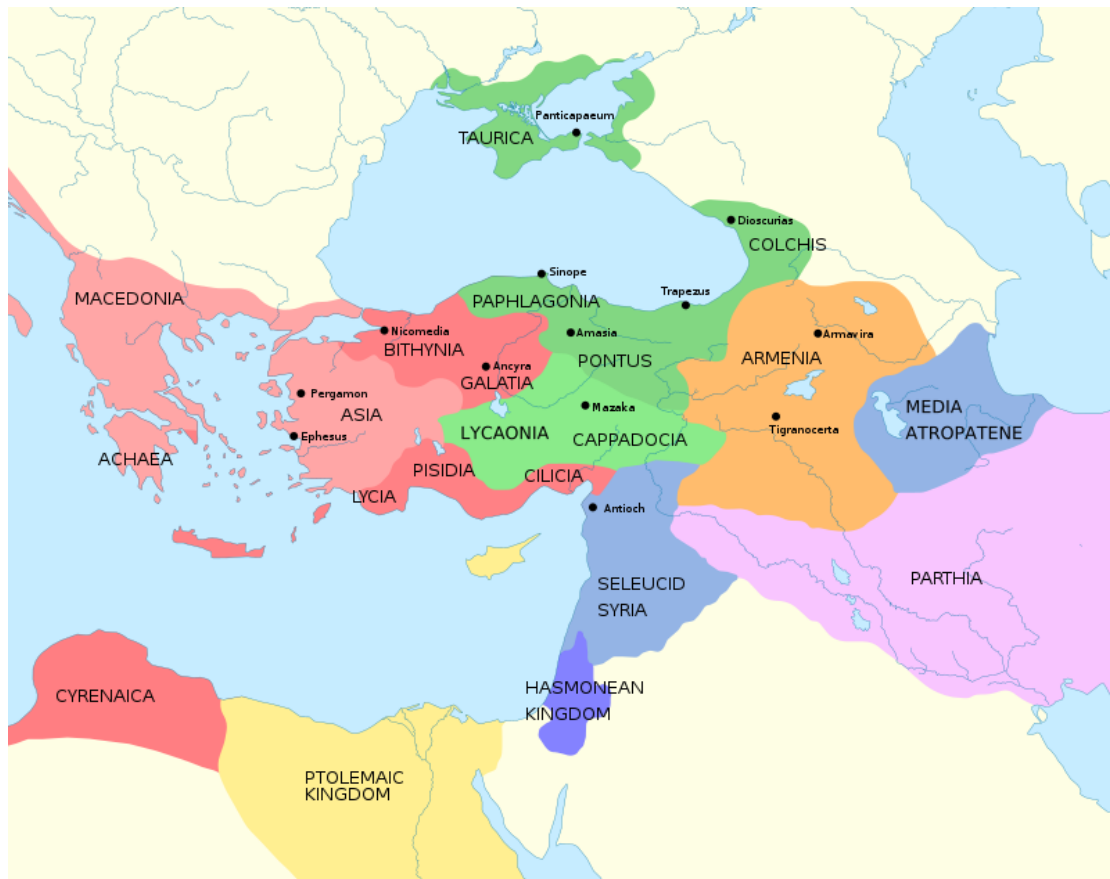 Panticapaeum
TAURICA
Dioscurias
COLCHIS
Sinope
Trapezus
MACEDONIA
PAPHLAGONIA
Nicomedia
Amasia
Armavira
BITHYNIA
PONTUS
ARMENIA
Ancyra
GALATIA
Pergamon
ASIA
Mazaka
MEDIA
ATROPATENE
Tigranocerta
Ephesus
LYCAONIA
CAPPADOCIA
ACHAEA
PISIDIA
CILICIA
LYCIA
Antioch
PARTHIA
SELEUCID
SYRIA
CYRENAICA
HASMONEAN
KINGDOM
PTOLEMAIC
KINGDOM